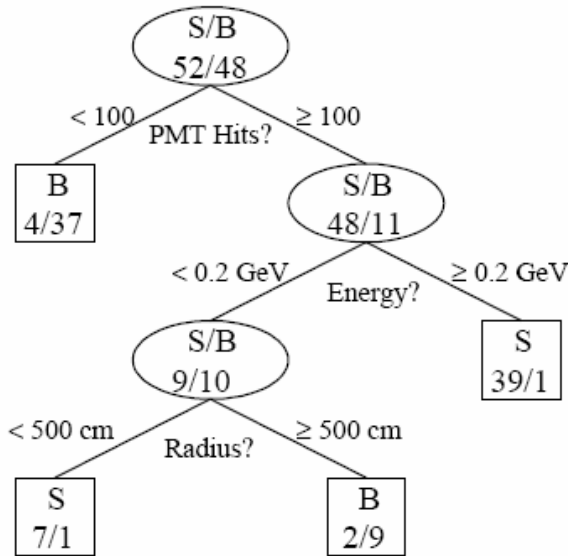 S/B
52/48
< 100
≥ 100
PMT Hits?
B
4/37
S/B
48/11
< 0.2 GeV
≥ 0.2 GeV
Energy?
S/B
9/10
S
39/1
< 500 cm
≥ 500 cm
Radius?
S
7/1
B
2/9